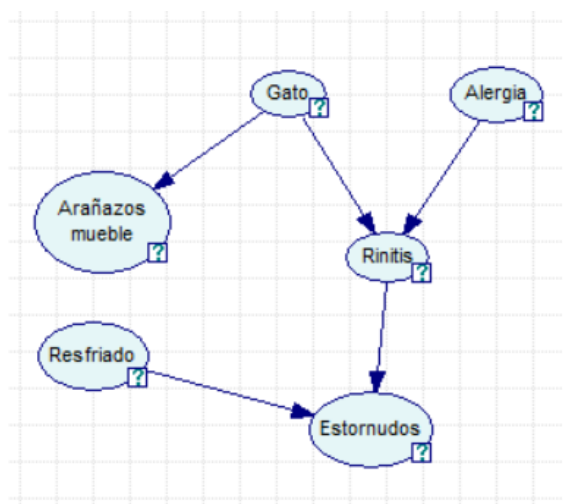 Gato
?
Alergia
?
Arañazos
mueble
?
Rinitis
?
Resfriado
?
Estornudos
?